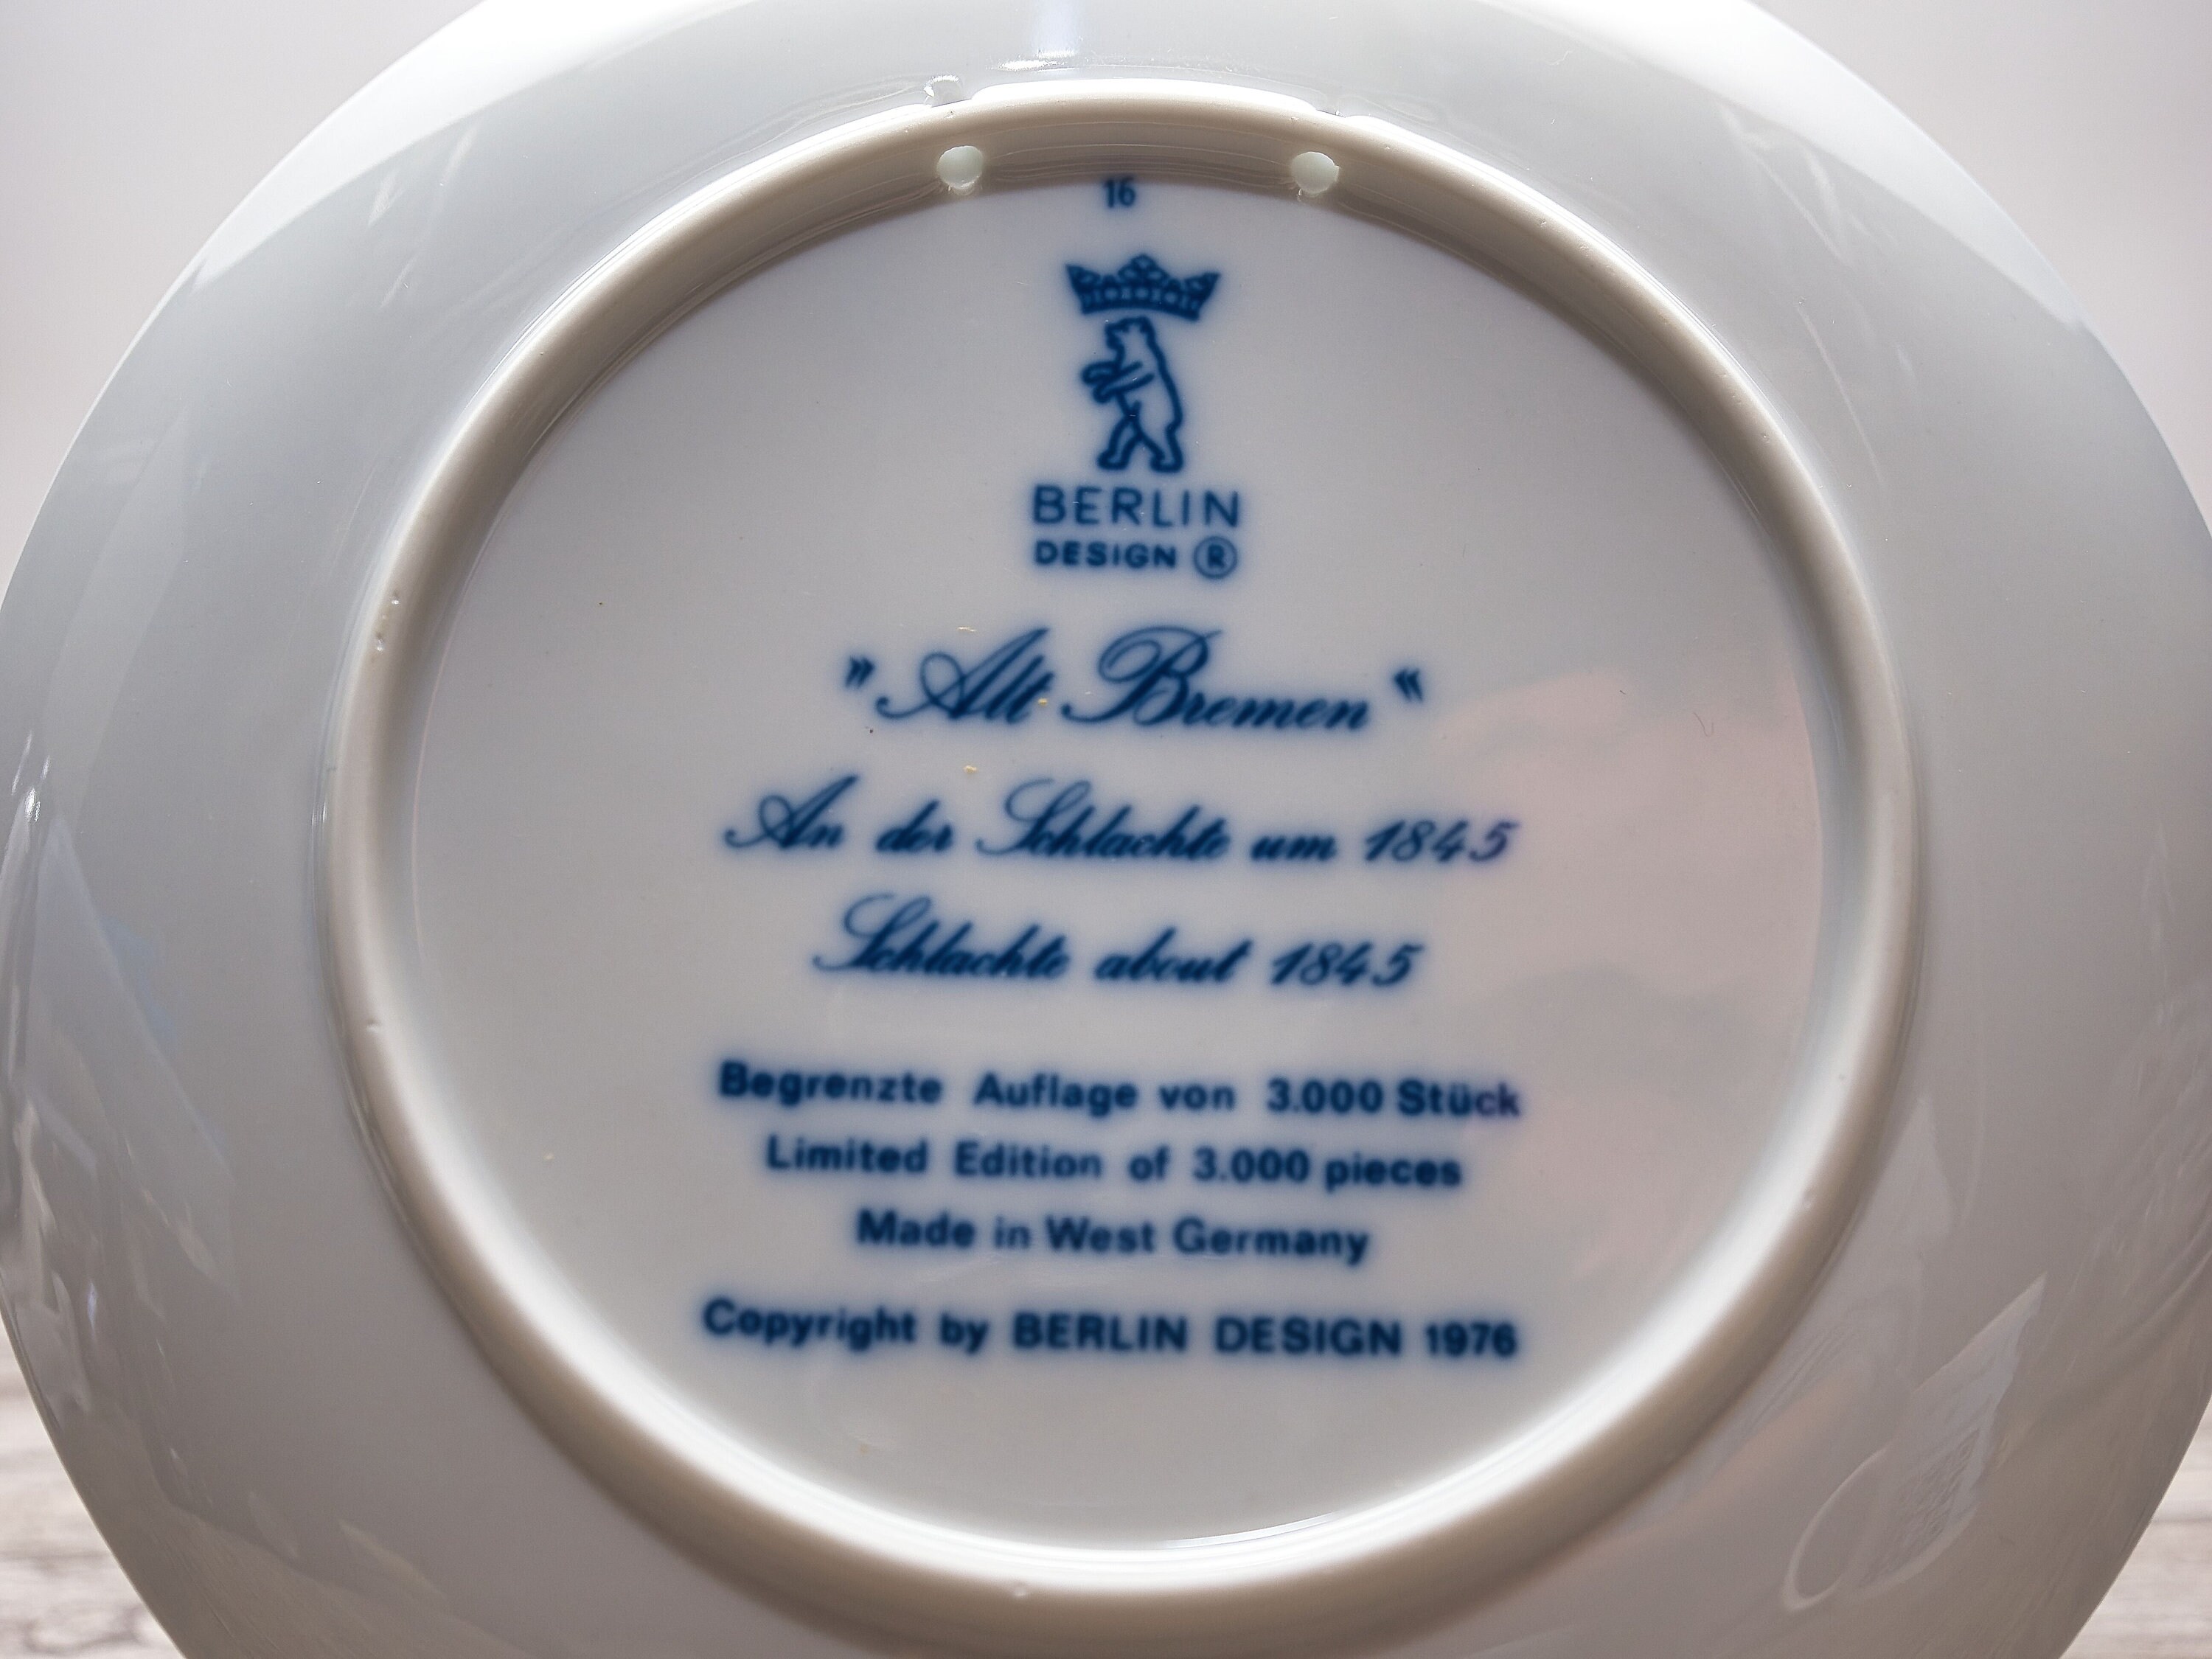 16
BERLIN
DESIGN ®
"Alt Bremen"
An der Schlachte um 1845
Schlachte about 1845
Begrenzte Auflage von 3.000 Stück
Limited Edition of 3.000 pieces
Made in West Germany
Copyright by BERLIN DESIGN 1976